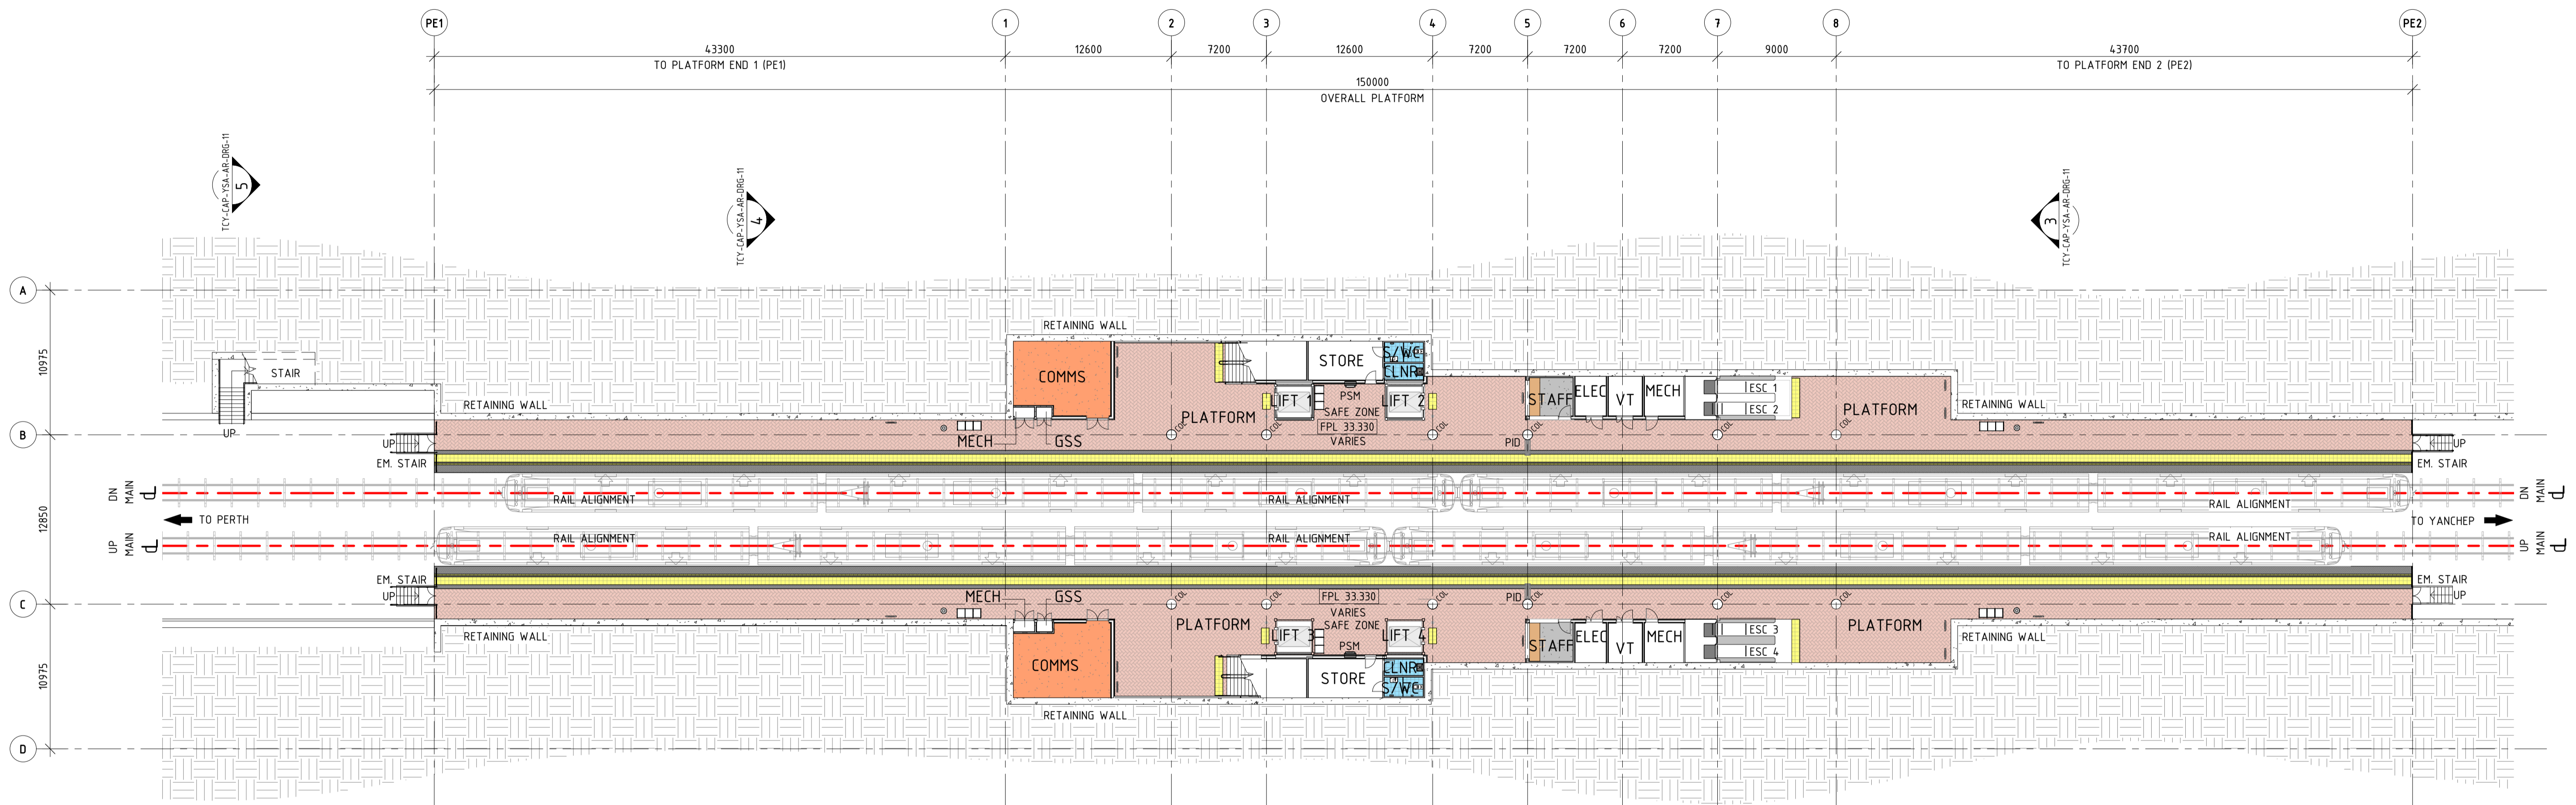 PE1
1
2
3
4
5
6
7
8
PE2
43300
12600
7200
12600
7200
7200
7200
9000
43700
TO PLATFORM END 1 (PE1)
TO PLATFORM END 2 (PE2)
150000
OVERALL PLATFORM
5
TCY-CAP-YSA-AR-DRG-11
4
TCY-CAP-YSA-AR-DRG-11
3
TCY-CAP-YSA-AR-DRG-11
A
10975
B
12850
C
10975
D
RETAINING WALL
STAIR
UP
RETAINING WALL
COMMS
STORE
S/WC
CLNR
LIFT 1
PSM
LIFT 2
SAFE ZONE
PLATFORM
FPL 33.330
VARIES
STAFF
ELEC
VT
MECH
ESC 1
ESC 2
PLATFORM
RETAINING WALL
MECH
GSS
COL
COL
COL
COL
COL
COL
PID
UP
EM. STAIR
UP
EM. STAIR
DN
MAIN
RAIL ALIGNMENT
RAIL ALIGNMENT
RAIL ALIGNMENT
DN
MAIN
TO PERTH
TO YANCHEP
UP
MAIN
RAIL ALIGNMENT
RAIL ALIGNMENT
RAIL ALIGNMENT
UP
MAIN
EM. STAIR
UP
EM. STAIR
UP
MECH
GSS
COL
COL
COL
COL
COL
COL
FPL 33.330
PID
VARIES
SAFE ZONE
PLATFORM
LIFT 3
PSM
LIFT 4
STAFF
ELEC
VT
MECH
ESC 3
ESC 4
PLATFORM
RETAINING WALL
RETAINING WALL
COMMS
STORE
CLNR
S/WC
RETAINING WALL